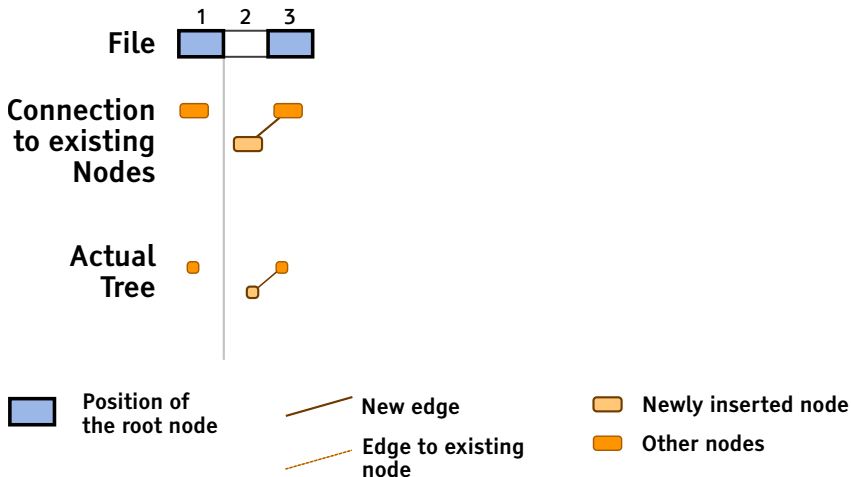 1 2 3
File
Connection
to existing
Nodes
Actual
Tree
Position of
the root node
New edge
Edge to existing
node
Newly inserted node
Other nodes